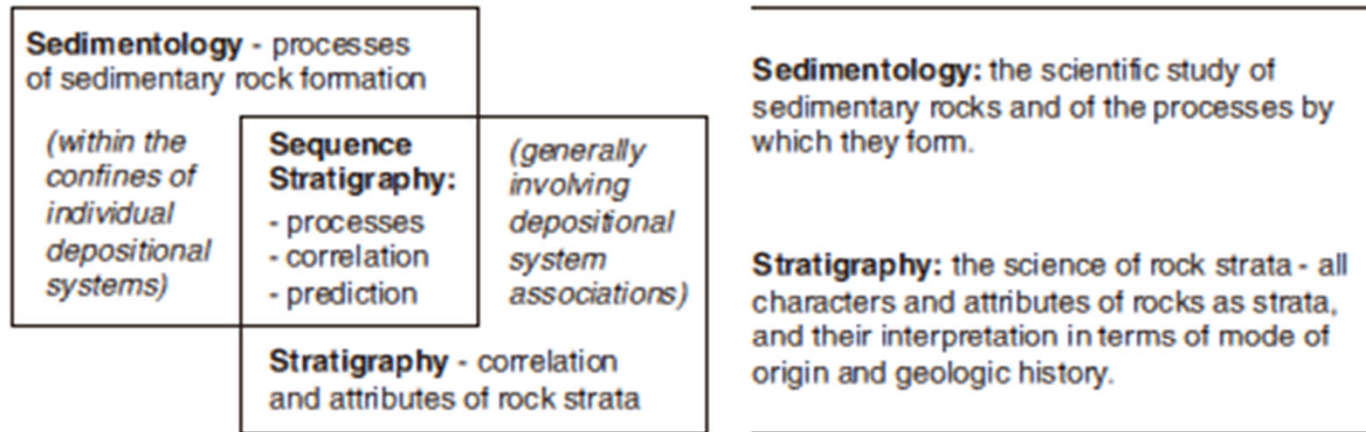 Sedimentology - processes
of sedimentary rock formation
(within the
confines of
individual
depositional
systems)
Sequence
Stratigraphy:
- processes
- correlation
- prediction
(generally
involving
depositional
system
associations)
Stratigraphy - correlation
and attributes of rock strata
Sedimentology: the scientific study of
sedimentary rocks and of the processes by
which they form.
Stratigraphy: the science of rock strata - all
characters and attributes of rocks as strata,
and their interpretation in terms of mode of
origin and geologic history.